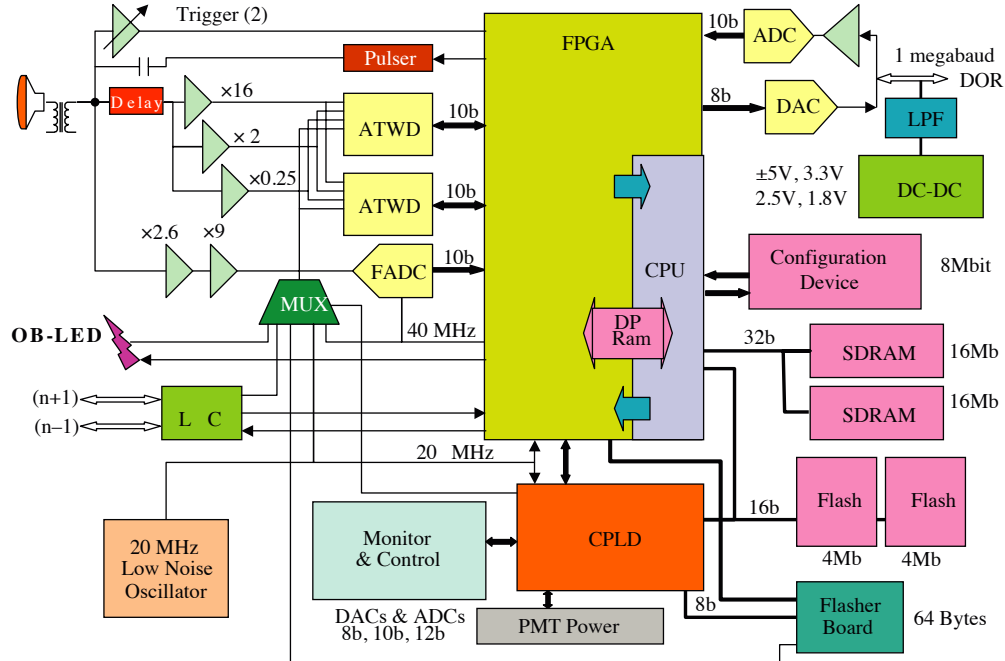 Trigger (2)
FPGA
10b
ADC
1 megabaud
DOR
Pulser
Delay
×16
ATWD
10b
8b
DAC
LPF
× 2
×0.25
ATWD
10b
±5V, 3.3V
2.5V, 1.8V
DC-DC
×2.6
×9
FADC
10b
CPU
Configuration
Device
8Mbit
MUX
OB-LED
40 MHz
DP
Ram
32b
SDRAM
16Mb
SDRAM
16Mb
(n+1)
(n–1)
L C
20 MHz
20 MHz
Low Noise
Oscillator
Monitor
& Control
CPLD
16b
Flash
Flash
4Mb
4Mb
DACs & ADCs
8b, 10b, 12b
PMT Power
8b
Flasher
Board
64 Bytes